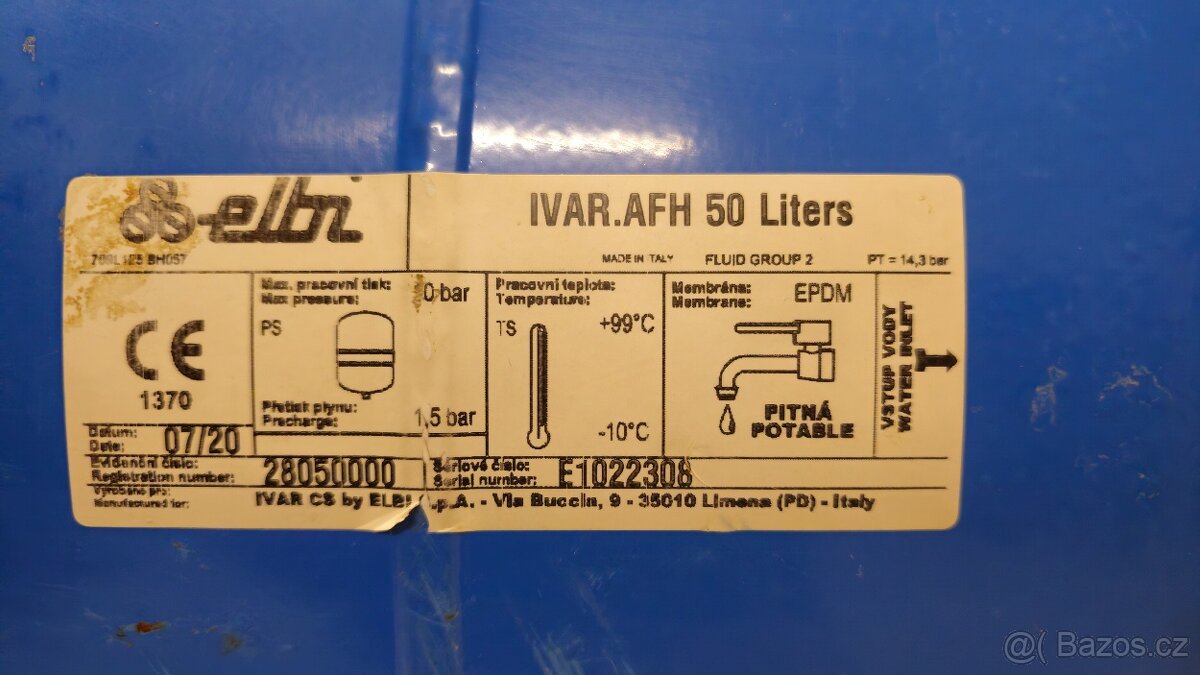 elbi
IVAR.AFH 50 Liters
MADE IN ITALY FLUID GROUP 2 PT = 14,3 bar
CE
1370
Datum:
Date: 07/20
Max. pracovní tlak:
Max pressure: 0 bar
PS
Přetlak plynu:
Precharge: 1,5 bar
Pracovní teplota:
Temperature:
TS +99°C
-10°C
Membrána:
Membrane: EPDM
PITNÁ
POTABLE
VSTUP VODY
WATER INLET
Evidenční číslo:
Registration number: 28050000
Sériové číslo:
Serial number: E1022308
Vyrobeno pro:
Manufactured for: IVAR CS by ELBI .p.A. - Via Buccia, 9 - 35010 Limena (PD) - Italy
Bazoš.cz